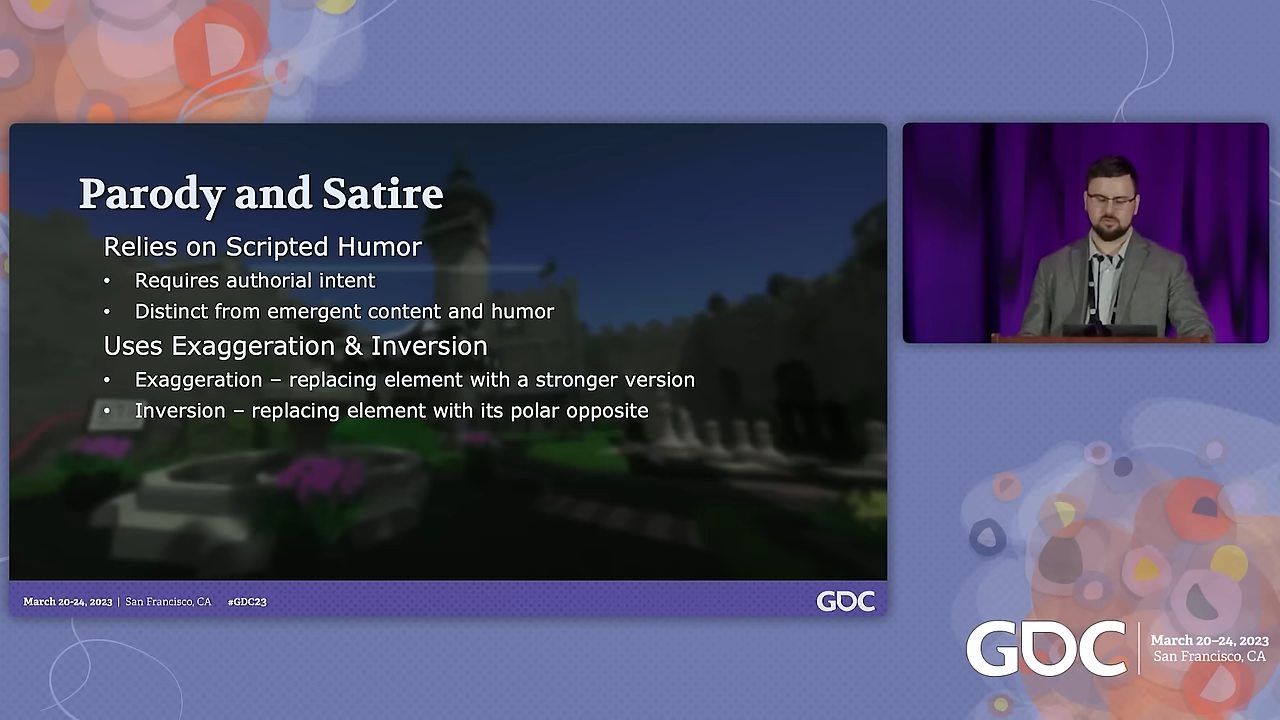 Parody and Satire
Relies on Scripted Humor
• Requires authorial intent
• Distinct from emergent content and humor
Uses Exaggeration & Inversion
• Exaggeration – replacing element with a stronger version
• Inversion – replacing element with its polar opposite
March 20-24, 2023 | San Francisco, CA #GDC23
GDC
GDC
March 20–24, 2023
San Francisco, CA